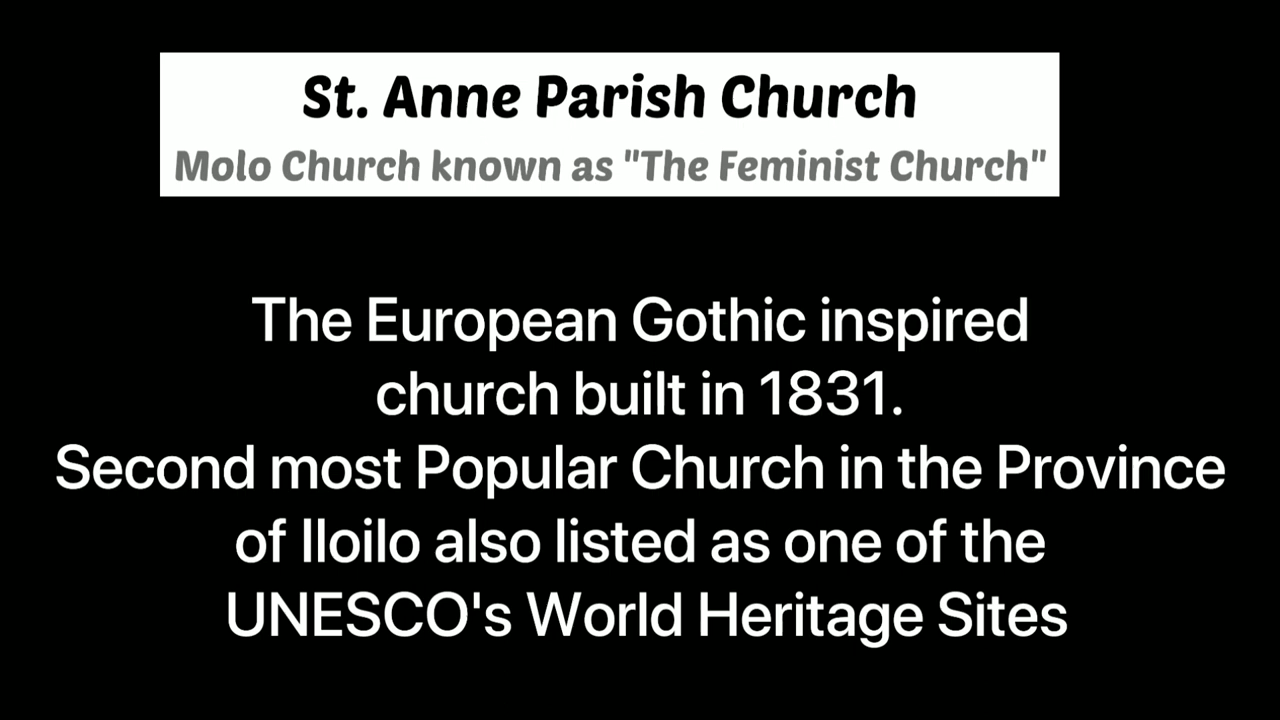 St. Anne Parish Church
Molo Church known as "The Feminist Church"
The European Gothic inspired
church built in 1831.
Second most Popular Church in the Province
of Iloilo also listed as one of the
UNESCO's World Heritage Sites